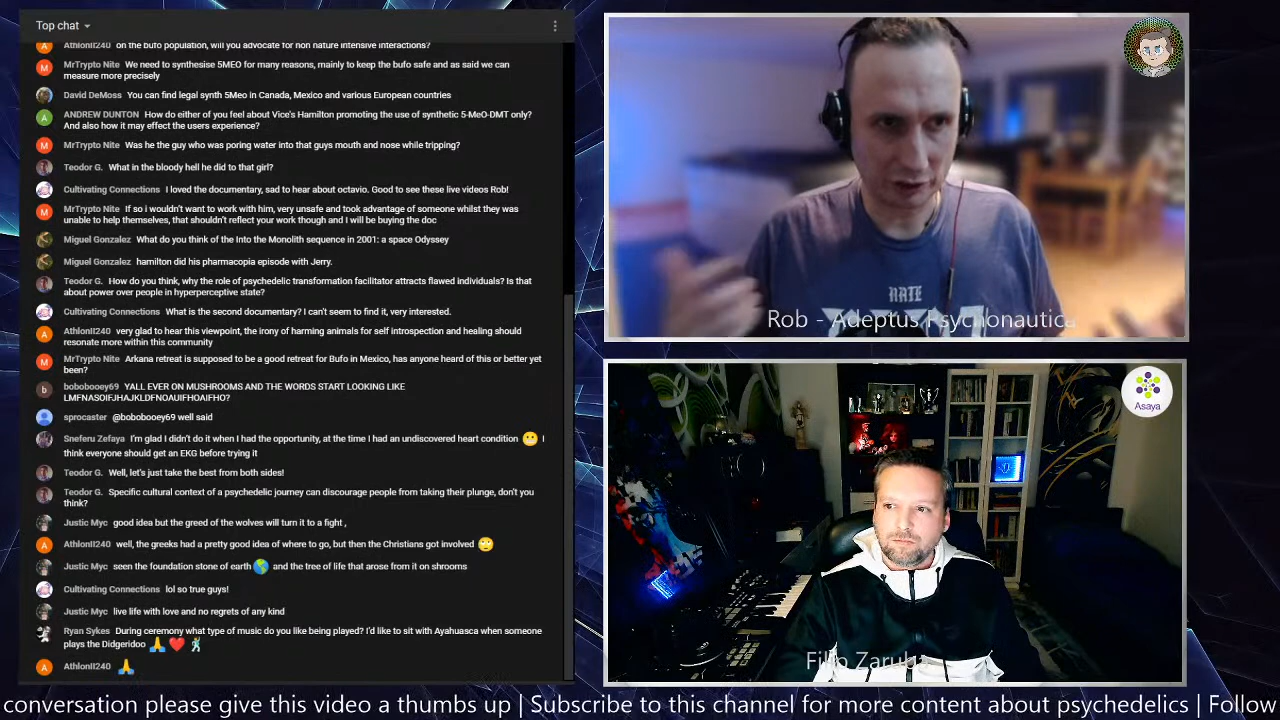 Top chat
AthlonII240 on the bufo population, will you advocate for non nature intensive interactions?
MrTrypto Nite We need to synthesise 5MEO for many reasons, mainly to keep the bufo safe and as said we can
measure more precisely
David DeMoss You can find legal synth 5Meo in Canada, Mexico and various European countries
ANDREW DUNTON How do either of you feel about Vice's Hamilton promoting the use of synthetic 5-MeO-DMT only?
And also how it may effect the users experience?
MrTrypto Nite Was he the guy who was poring water into that guys mouth and nose while tripping?
Teodor G. What in the bloody hell he did to that girl?
Cultivating Connections I loved the documentary, sad to hear about octavio. Good to see these live videos Rob!
MrTrypto Nite If so i wouldn't want to work with him, very unsafe and took advantage of someone whilst they was
unable to help themselves, that shouldn't reflect your work though and I will be buying the doc
Miguel Gonzalez What do you think of the Into the Monolith sequence in 2001: a space Odyssey
Miguel Gonzalez hamilton did his pharmacopia episode with Jerry.
Teodor G. How do you think, why the role of psychedelic transformation facilitator attracts flawed individuals? Is that
about power over people in hyperperceptive state?
Cultivating Connections What is the second documentary? I can't seem to find it, very interested.
AthlonII240 very glad to hear this viewpoint, the irony of harming animals for self introspection and healing should
resonate more within this community
MrTrypto Nite Arkana retreat is supposed to be a good retreat for Bufo in Mexico, has anyone heard of this or better yet
been?
bobobooey69 YALL EVER ON MUSHROOMS AND THE WORDS START LOOKING LIKE
LMFNASOIFJHAJKLDFNOAUIFHOAIFHO?
sprocaster @bobobooey69 well said
Sneferu Zefaya I'm glad I didn't do it when I had the opportunity, at the time I had an undiscovered heart condition 😬 I
think everyone should get an EKG before trying it
Teodor G. Well, let's just take the best from both sides!
Teodor G. Specific cultural context of a psychedelic journey can discourage people from taking their plunge, don't you
think?
Justic Myc good idea but the greed of the wolves will turn it to a fight ,
AthlonII240 well, the greeks had a pretty good idea of where to go, but then the Christians got involved 🙄
Justic Myc seen the foundation stone of earth 🌎 and the tree of life that arose from it on shrooms
Cultivating Connections lol so true guys!
Justic Myc live life with love and no regrets of any kind
Ryan Sykes During ceremony what type of music do you like being played? I'd like to sit with Ayahuasca when someone
plays the Didgeridoo 🙏 ❤️ 🕺
AthlonII240 🙏
HATE
Rob - Adeptus Psychonautica
Asaya
Filip Zaruba
conversation please give this video a thumbs up | Subscribe to this channel for more content about psychedelics | Follow